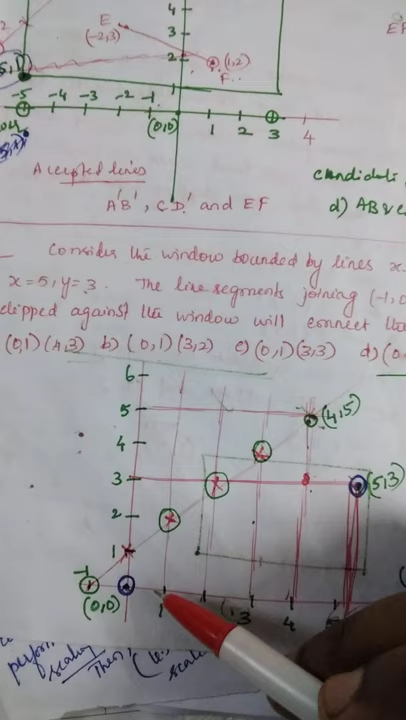 4
E
3
(-2,3)
2
(1,2)
F
5,1)
1
-5 -4 -3 -2 -1 (0,0) 1 2 3 4
Accepted lines
candidate
A'B', C'D' and EF
d) AB
Consider the window bounded by lines x
x=5, y=3. The line segments joining (-1,0
clipped against the window will connect the
(0,1)(4,3) b) (0,1)(3,2) c) (0,1)(3,3) d) (0
6
5
(4,5)
4
3
(5,3)
2
1
-1
(0,0) 1 3 4 5
perform
scaling Then,